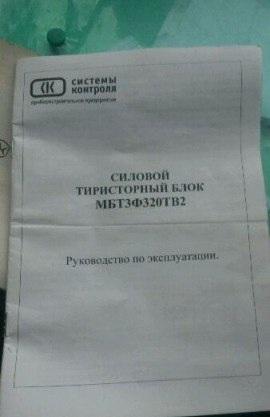 системы
контроля
приборостроительное предприятие
СИЛОВОЙ
ТИРИСТОРНЫЙ БЛОК
МБТ3Ф320ТВ2
Руководство по эксплуатации.